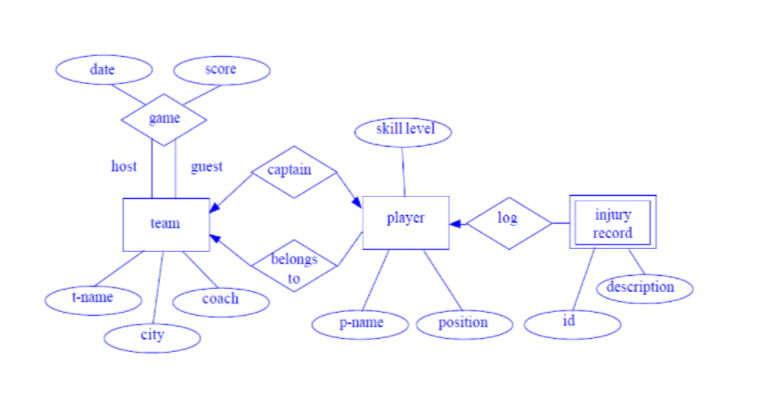 date
score
game
skill level
host
guest
captain
team
player
log
injury
record
belongs
to
t-name
coach
description
city
p-name
position
id